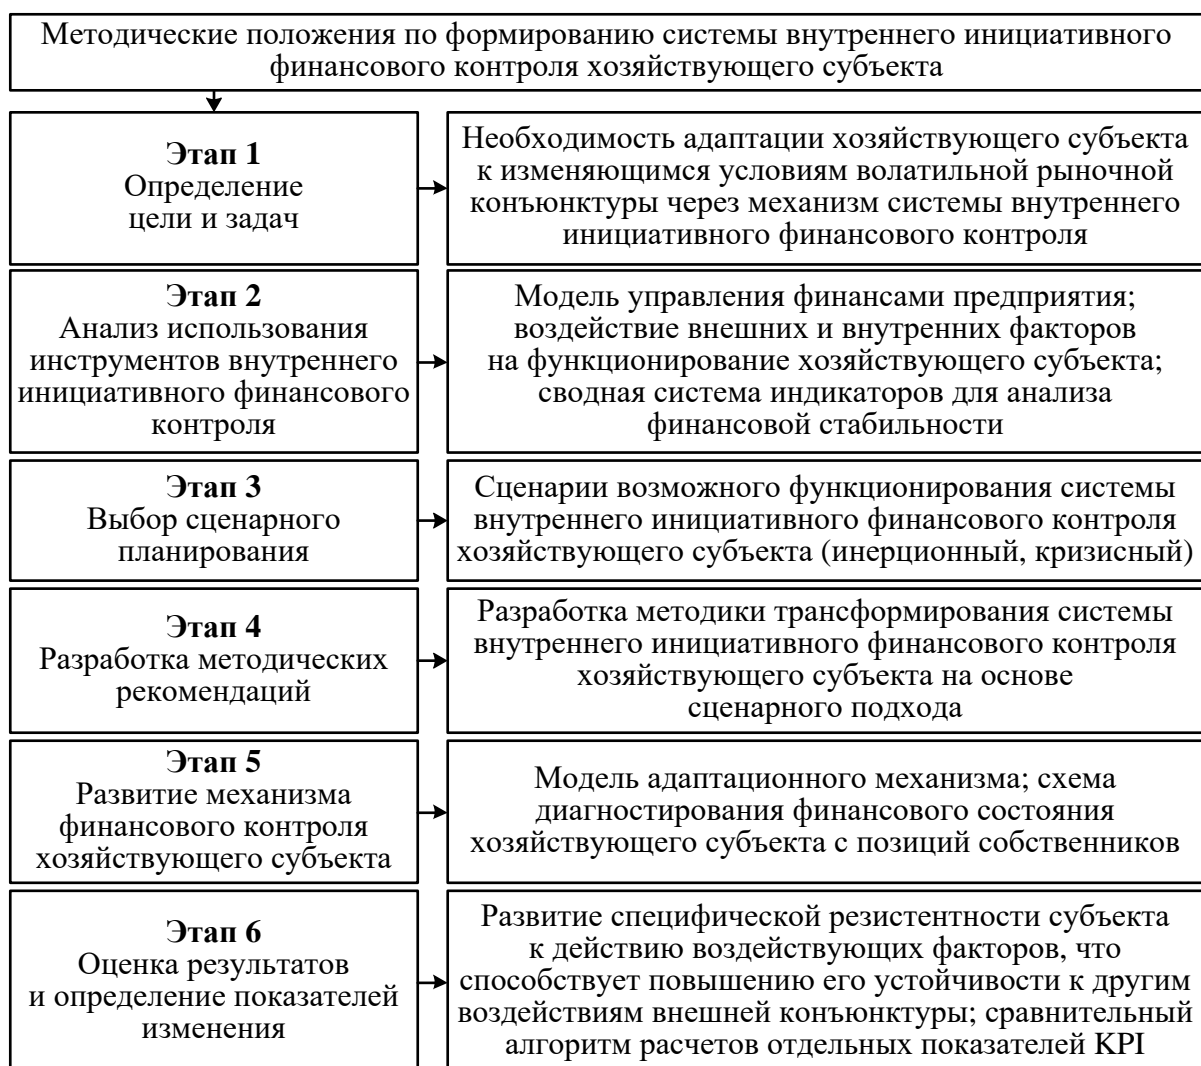 Методические положения по формированию системы внутреннего инициативного
финансового контроля хозяйствующего субъекта
Этап 1
Определение
цели и задач
Необходимость адаптации хозяйствующего субъекта
к изменяющимся условиям волатильной рыночной
конъюнктуры через механизм системы внутреннего
инициативного финансового контроля
Этап 2
Анализ использования
инструментов внутреннего
инициативного финансового
контроля
Модель управления финансами предприятия;
воздействие внешних и внутренних факторов
на функционирование хозяйствующего субъекта;
сводная система индикаторов для анализа
финансовой стабильности
Этап 3
Выбор сценарного
планирования
Сценарии возможного функционирования системы
внутреннего инициативного финансового контроля
хозяйствующего субъекта (инерционный, кризисный)
Этап 4
Разработка методических
рекомендаций
Разработка методики трансформирования системы
внутреннего инициативного финансового контроля
хозяйствующего субъекта на основе
сценарного подхода
Этап 5
Развитие механизма
финансового контроля
хозяйствующего субъекта
Модель адаптационного механизма; схема
диагностирования финансового состояния
хозяйствующего субъекта с позиций собственников
Этап 6
Оценка результатов
и определение показателей
изменения
Развитие специфической резистентности субъекта
к действию воздействующих факторов, что
способствует повышению его устойчивости к другим
воздействиям внешней конъюнктуры; сравнительный
алгоритм расчетов отдельных показателей KPI